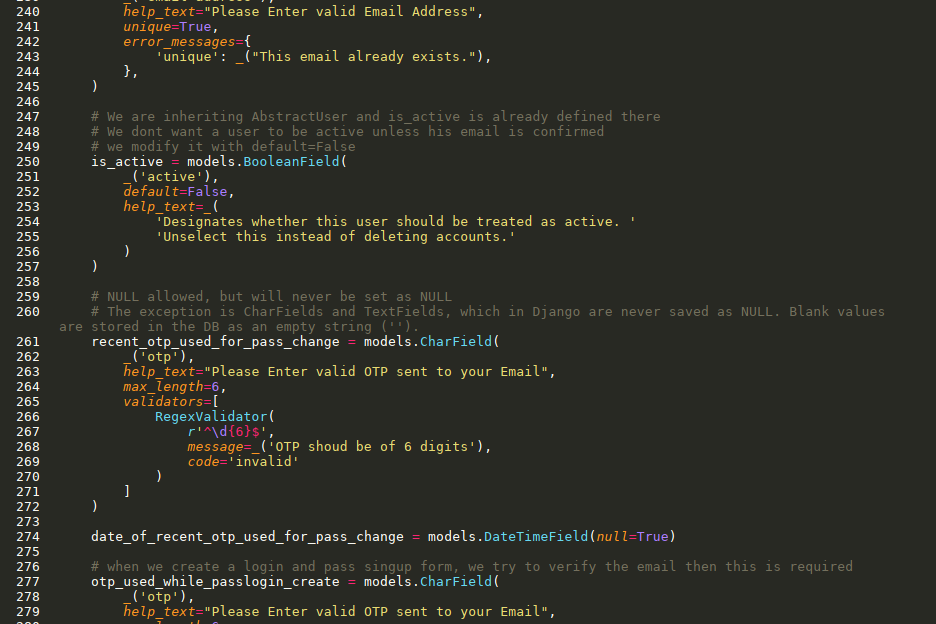 240 help_text="Please Enter valid Email Address",
241 unique=True,
242 error_messages={
243 'unique': _("This email already exists."),
244 },
245 )
246
247 # We are inheriting AbstractUser and is_active is already defined there
248 # We dont want a user to be active unless his email is confirmed
249 # we modify it with default=False
250 is_active = models.BooleanField(
251 _('active'),
252 default=False,
253 help_text=_(
254 'Designates whether this user should be treated as active. '
255 'Unselect this instead of deleting accounts.'
256 )
257 )
258
259 # NULL allowed, but will never be set as NULL
260 # The exception is CharFields and TextFields, which in Django are never saved as NULL. Blank values
are stored in the DB as an empty string ('').
261 recent_otp_used_for_pass_change = models.CharField(
262 _('otp'),
263 help_text="Please Enter valid OTP sent to your Email",
264 max_length=6,
265 validators=[
266 RegexValidator(
267 r'^\d{6}$',
268 message=_('OTP shoud be of 6 digits'),
269 code='invalid'
270 )
271 ]
272 )
273
274 date_of_recent_otp_used_for_pass_change = models.DateTimeField(null=True)
275
276 # when we create a login and pass singup form, we try to verify the email then this is required
277 otp_used_while_passlogin_create = models.CharField(
278 _('otp'),
279 help_text="Please Enter valid OTP sent to your Email",